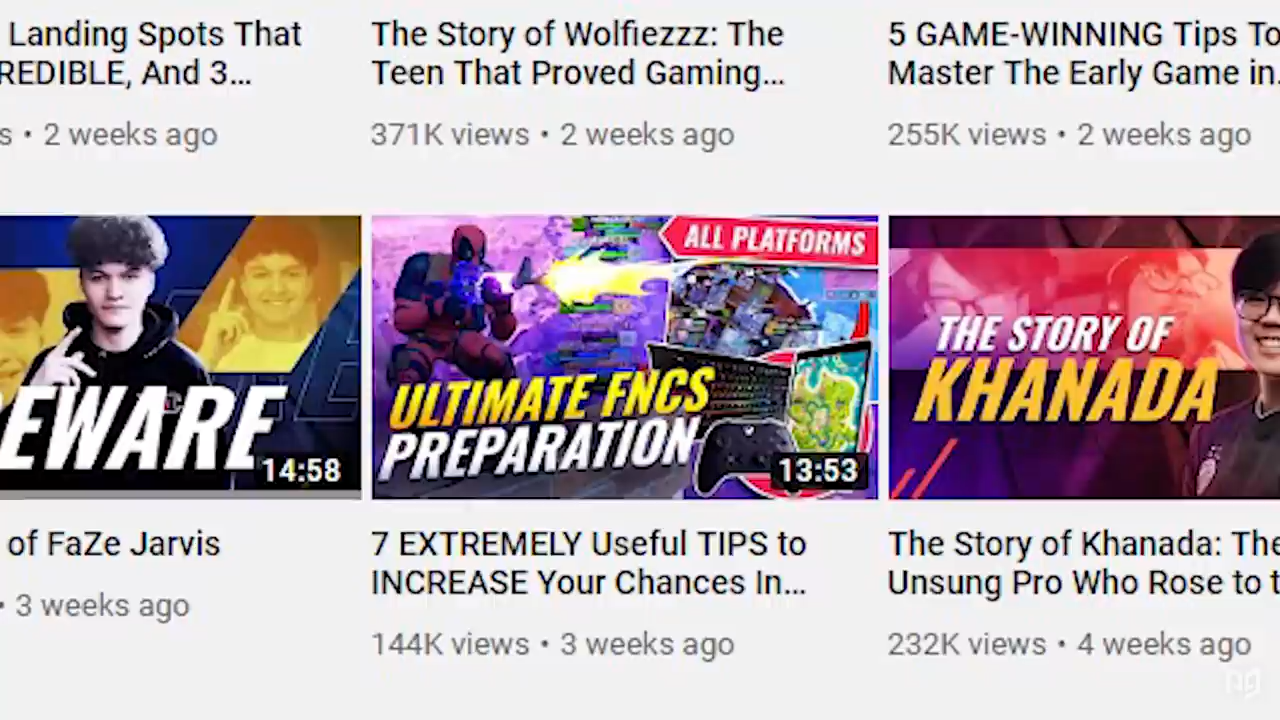 Landing Spots That
REDIBLE, And 3...
s • 2 weeks ago
The Story of Wolfiezzz: The
Teen That Proved Gaming...
371K views • 2 weeks ago
5 GAME-WINNING Tips To
Master The Early Game in.
255K views • 2 weeks ago
EWARE
14:58
of FaZe Jarvis
• 3 weeks ago
ALL PLATFORMS
ULTIMATE FNCS
PREPARATION
13:53
7 EXTREMELY Useful TIPS to
INCREASE Your Chances In...
144K views • 3 weeks ago
THE STORY OF
KHANADA
The Story of Khanada: The
Unsung Pro Who Rose to t
232K views • 4 weeks ago
ng